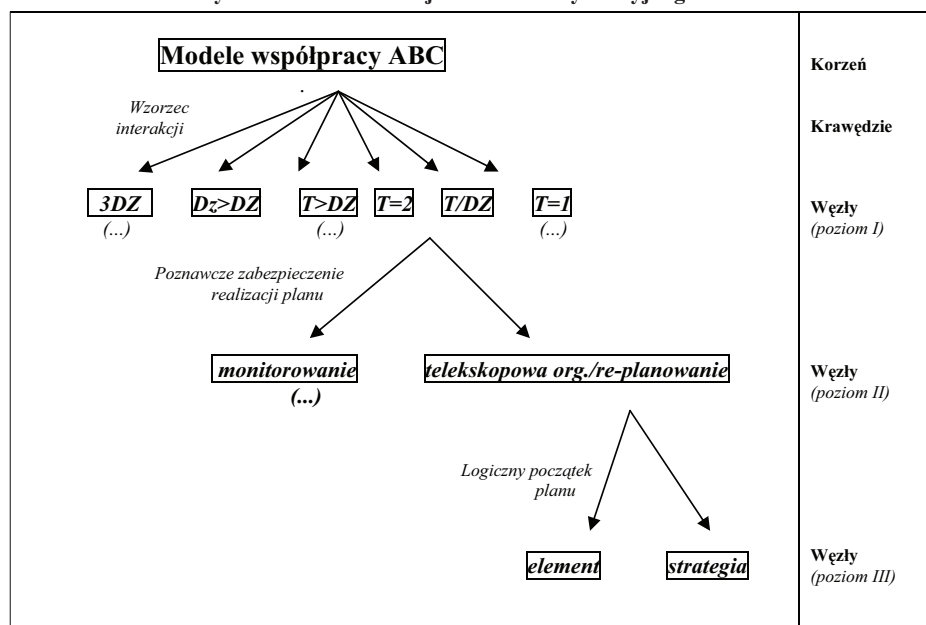 Modele współpracy ABC
Korzeń
.
Wzorzec
interakcji
Krawędzie
3DZ Dz>DZ T>DZ T=2 T/DZ T=1
(...) (...) (...)
Węzły
(poziom I)
Poznawcze zabezpieczenie
realizacji planu
monitorowanie telekskopowa org./re-planowanie
(...)
Węzły
(poziom II)
Logiczny początek
planu
element strategia
Węzły
(poziom III)